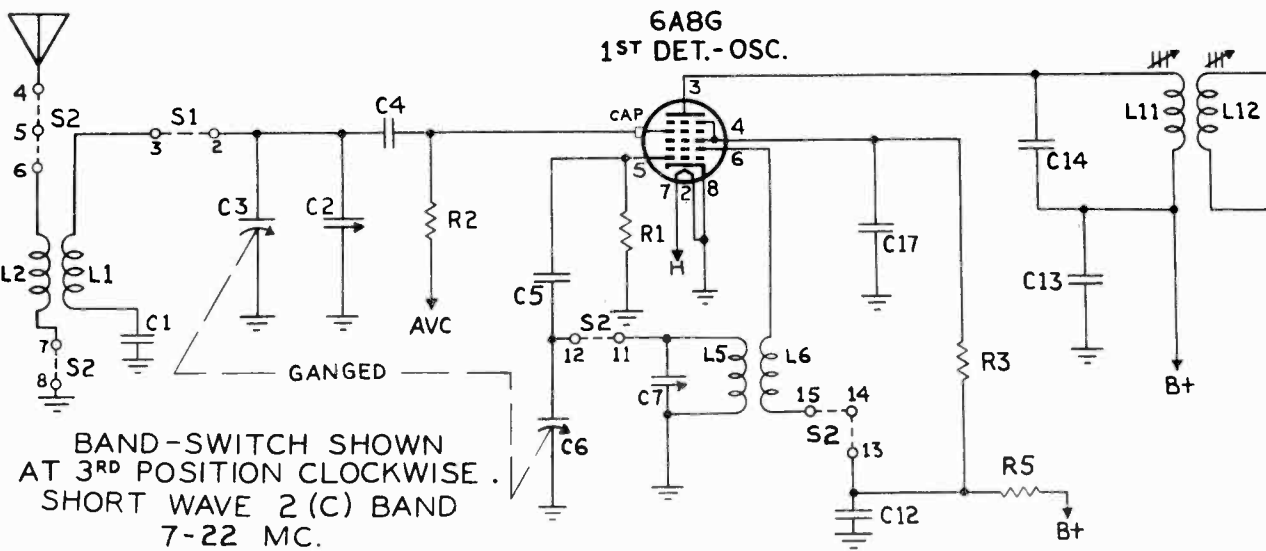 6A8G
1ST DET.-OSC.
4
5
S2
6
3
S1
2
C4
CAP
3
4
6
5
7
2
8
H
C3
C2
R2
AVC
R1
C17
C14
L11
L12
C13
B+
L2
L1
C1
7
S2
8
GANGED
C5
12
S2
11
C7
C6
L5
L6
15
14
S2
13
R3
R5
B+
C12
BAND-SWITCH SHOWN
AT 3RD POSITION CLOCKWISE.
SHORT WAVE 2 (C) BAND
7-22 MC.